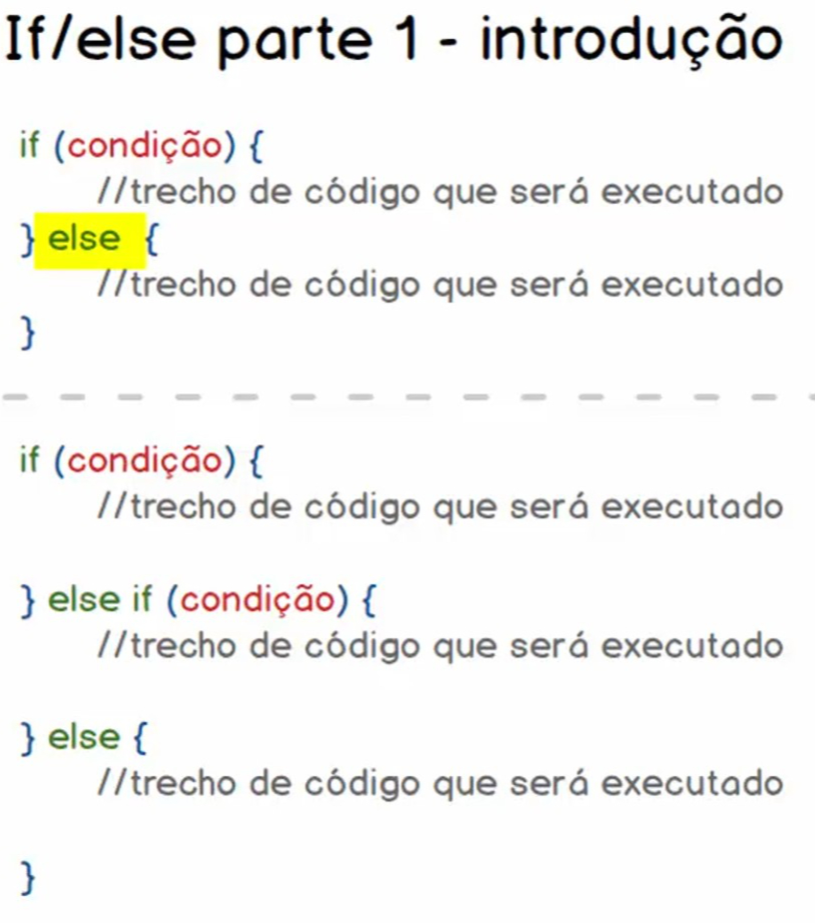 If/else parte 1 - introdução
if (condição) {
//trecho de código que será executado
} else {
//trecho de código que será executado
}
if (condição) {
//trecho de código que será executado
} else if (condição) {
//trecho de código que será executado
} else {
//trecho de código que será executado
}